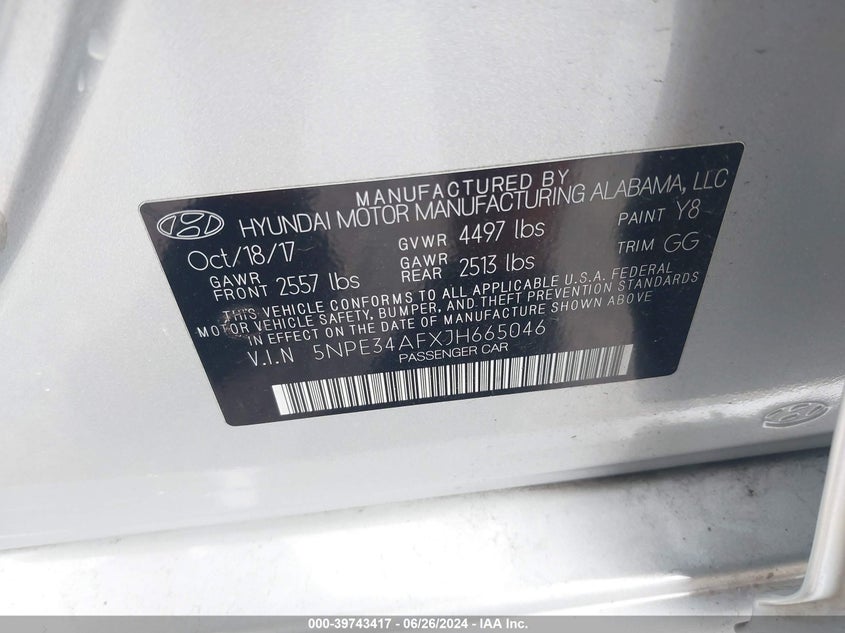 MANUFACTURED BY
HYUNDAI MOTOR MANUFACTURING ALABAMA, LLC
Oct/18/17 GVWR 4497 lbs PAINT Y8
GAWR FRONT 2557 lbs GAWR REAR 2513 lbs TRIM GG
THIS VEHICLE CONFORMS TO ALL APPLICABLE U.S.A. FEDERAL
MOTOR VEHICLE SAFETY, BUMPER, AND THEFT PREVENTION STANDARDS
IN EFFECT ON THE DATE OF MANUFACTURE SHOWN ABOVE
V.I.N 5NPE34AFXJH665046
PASSENGER CAR
000-39743417 - 06/26/2024 - IAA Inc.